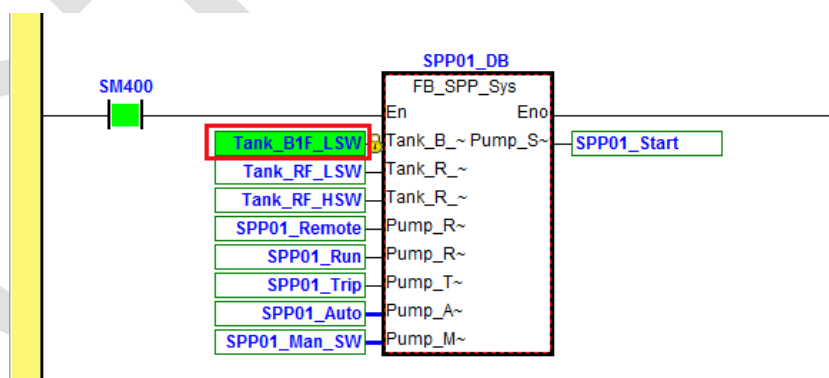 SPP01_DB
SM400
FB_SPP_Sys
En Eno
Tank_B1F_LSW Tank_B_~ Pump_S~ SPP01_Start
Tank_RF_LSW Tank_R_~
Tank_RF_HSW Tank_R_~
SPP01_Remote Pump_R~
SPP01_Run Pump_R~
SPP01_Trip Pump_T~
SPP01_Auto Pump_A~
SPP01_Man_SW Pump_M~